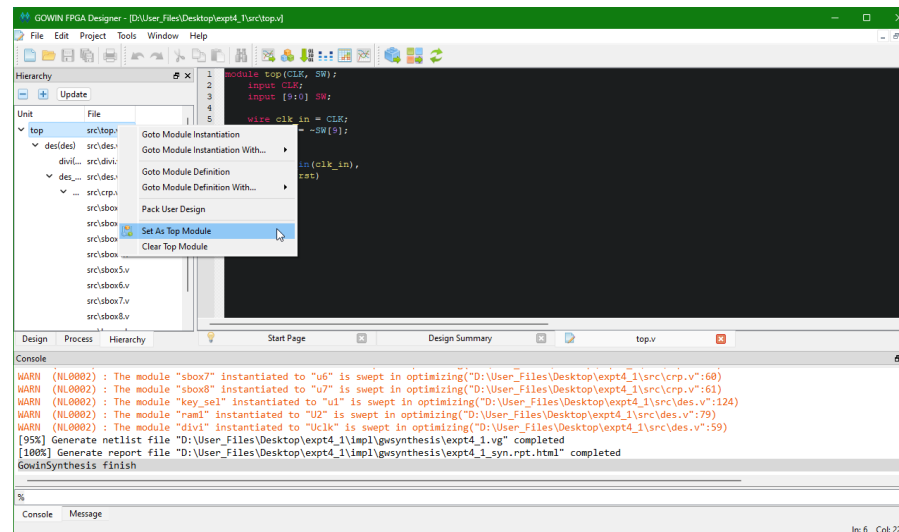 GOWIN FPGA Designer - [D:\User_Files\Desktop\expt4_1\src\top.v]
File Edit Project Tools Window Help
Hierarchy
Update
Unit File
top src\top.v
des(des) src\des.v
divi(... src\divi.
des_... src\des.v
... src\crp.v
src\sbox
src\sbox
src\sbox
src\sbox5.v
src\sbox6.v
src\sbox7.v
src\sbox8.v
Goto Module Instantiation
Goto Module Instantiation With...
Goto Module Definition
Goto Module Definition With...
Pack User Design
Set As Top Module
Clear Top Module
1 module top(CLK, SW);
2 input CLK;
3 input [9:0] SW;
4
5 wire clk_in = CLK;
= ~SW[9];
in(clk_in),
rst)
Design Process Hierarchy
Start Page Design Summary top.v
Console
WARN (NL0002) : The module "sbox7" instantiated to "u6" is swept in optimizing("D:\User_Files\Desktop\expt4_1\src\crp.v":60)
WARN (NL0002) : The module "sbox8" instantiated to "u7" is swept in optimizing("D:\User_Files\Desktop\expt4_1\src\crp.v":61)
WARN (NL0002) : The module "key_sel" instantiated to "u1" is swept in optimizing("D:\User_Files\Desktop\expt4_1\src\des.v":124)
WARN (NL0002) : The module "ram1" instantiated to "U2" is swept in optimizing("D:\User_Files\Desktop\expt4_1\src\des.v":79)
WARN (NL0002) : The module "divi" instantiated to "Uclk" is swept in optimizing("D:\User_Files\Desktop\expt4_1\src\des.v":59)
[95%] Generate netlist file "D:\User_Files\Desktop\expt4_1\impl\gwsynthesis\expt4_1.vg" completed
[100%] Generate report file "D:\User_Files\Desktop\expt4_1\impl\gwsynthesis\expt4_1_syn.rpt.html" completed
GowinSynthesis finish
%
Console Message
In: 6 Col: 22